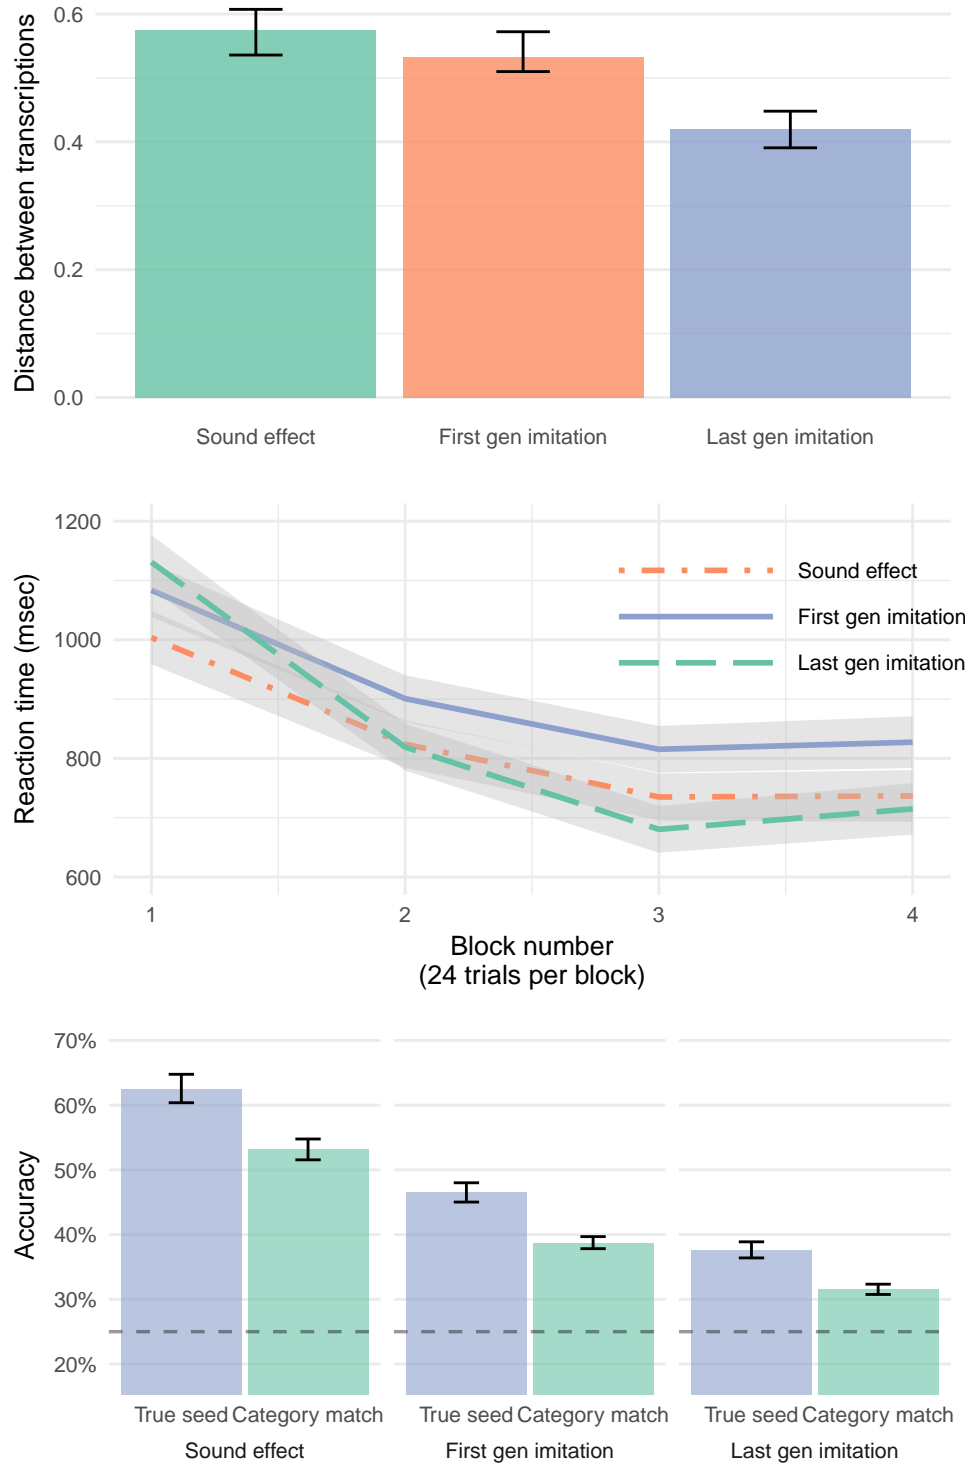 Distance between transcriptions
0.6
0.4
0.2
0.0
Sound effect First gen imitation Last gen imitation
Reaction time (msec)
1200
1000
800
600
Sound effect
First gen imitation
Last gen imitation
1 2 3 4
Block number
(24 trials per block)
Accuracy
70%
60%
50%
40%
30%
20%
True seed Category match True seed Category match True seed Category match
Sound effect First gen imitation Last gen imitation